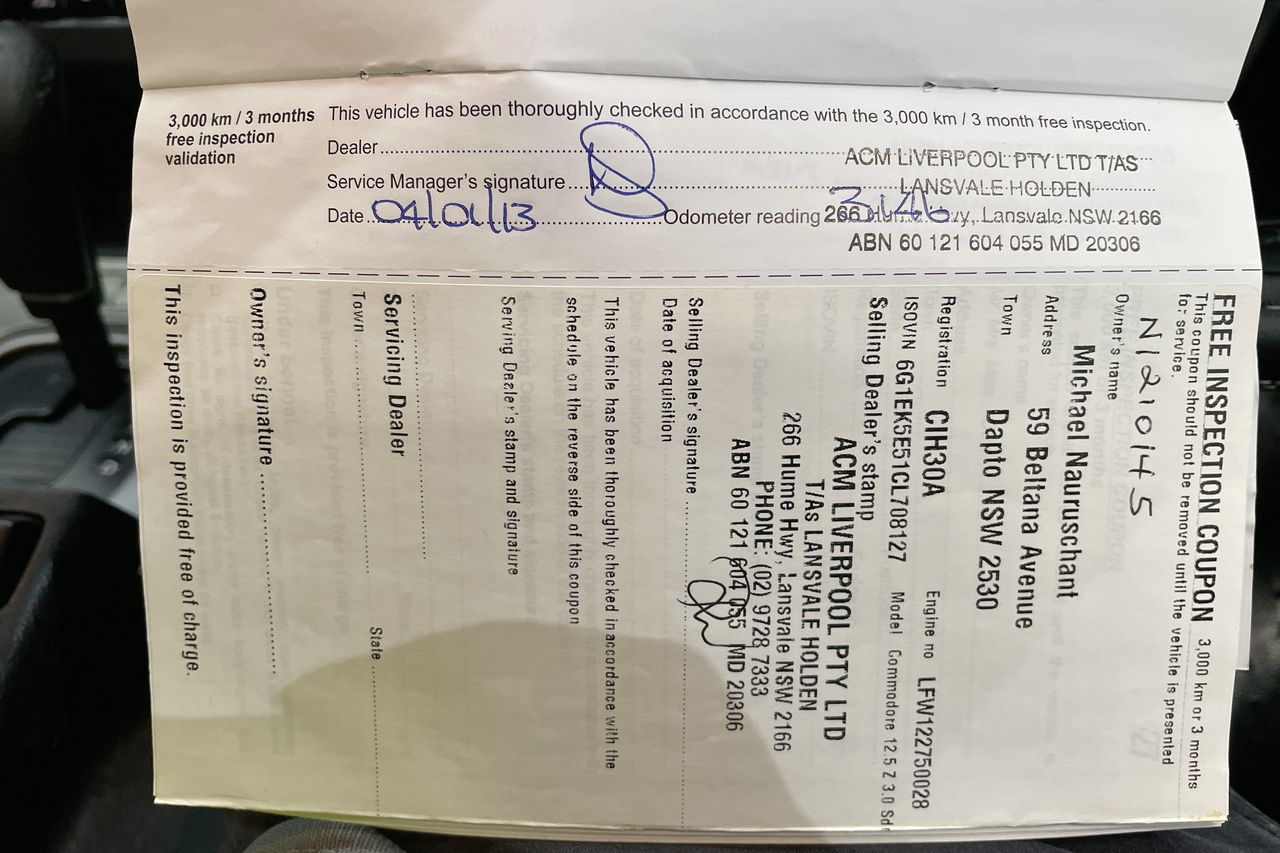 3,000 km / 3 months
free inspection
validation
This vehicle has been thoroughly checked in accordance with the 3,000 km / 3 month free inspection.
Dealer
ACM LIVERPOOL PTY LTD T/AS
Service Manager's signature
LANSVALE HOLDEN
Date 04/01/13 Odometer reading
266 Hwy, Lansvale NSW 2166
ABN 60 121 604 055 MD 20306
FREE INSPECTION COUPON 3,000 km or 3 months
This coupon should not be removed until the vehicle is presented
for service.
N1210145
Owner's name Michael Nauruschant
Address 59 Beltana Avenue
Town Dapto NSW 2530
Registration CIH30A Engine no LFW122750028
ISOVIN 6G1EK5E51CL708127 Model Commodore 12.5 Z 3.0 Sd
Selling Dealer's stamp
ACM LIVERPOOL PTY LTD
T/As LANSVALE HOLDEN
266 Hume Hwy, Lansvale NSW 2166
PHONE: (02) 9728 7333
ABN 60 121 604 055 MD 20306
Selling Dealer's signature
Date of acquisition
This vehicle has been thoroughly checked in accordance with the
schedule on the reverse side of this coupon
Serving Dealer's stamp and signature
Servicing Dealer
Town State
Owner's signature
This inspection is provided free of charge.